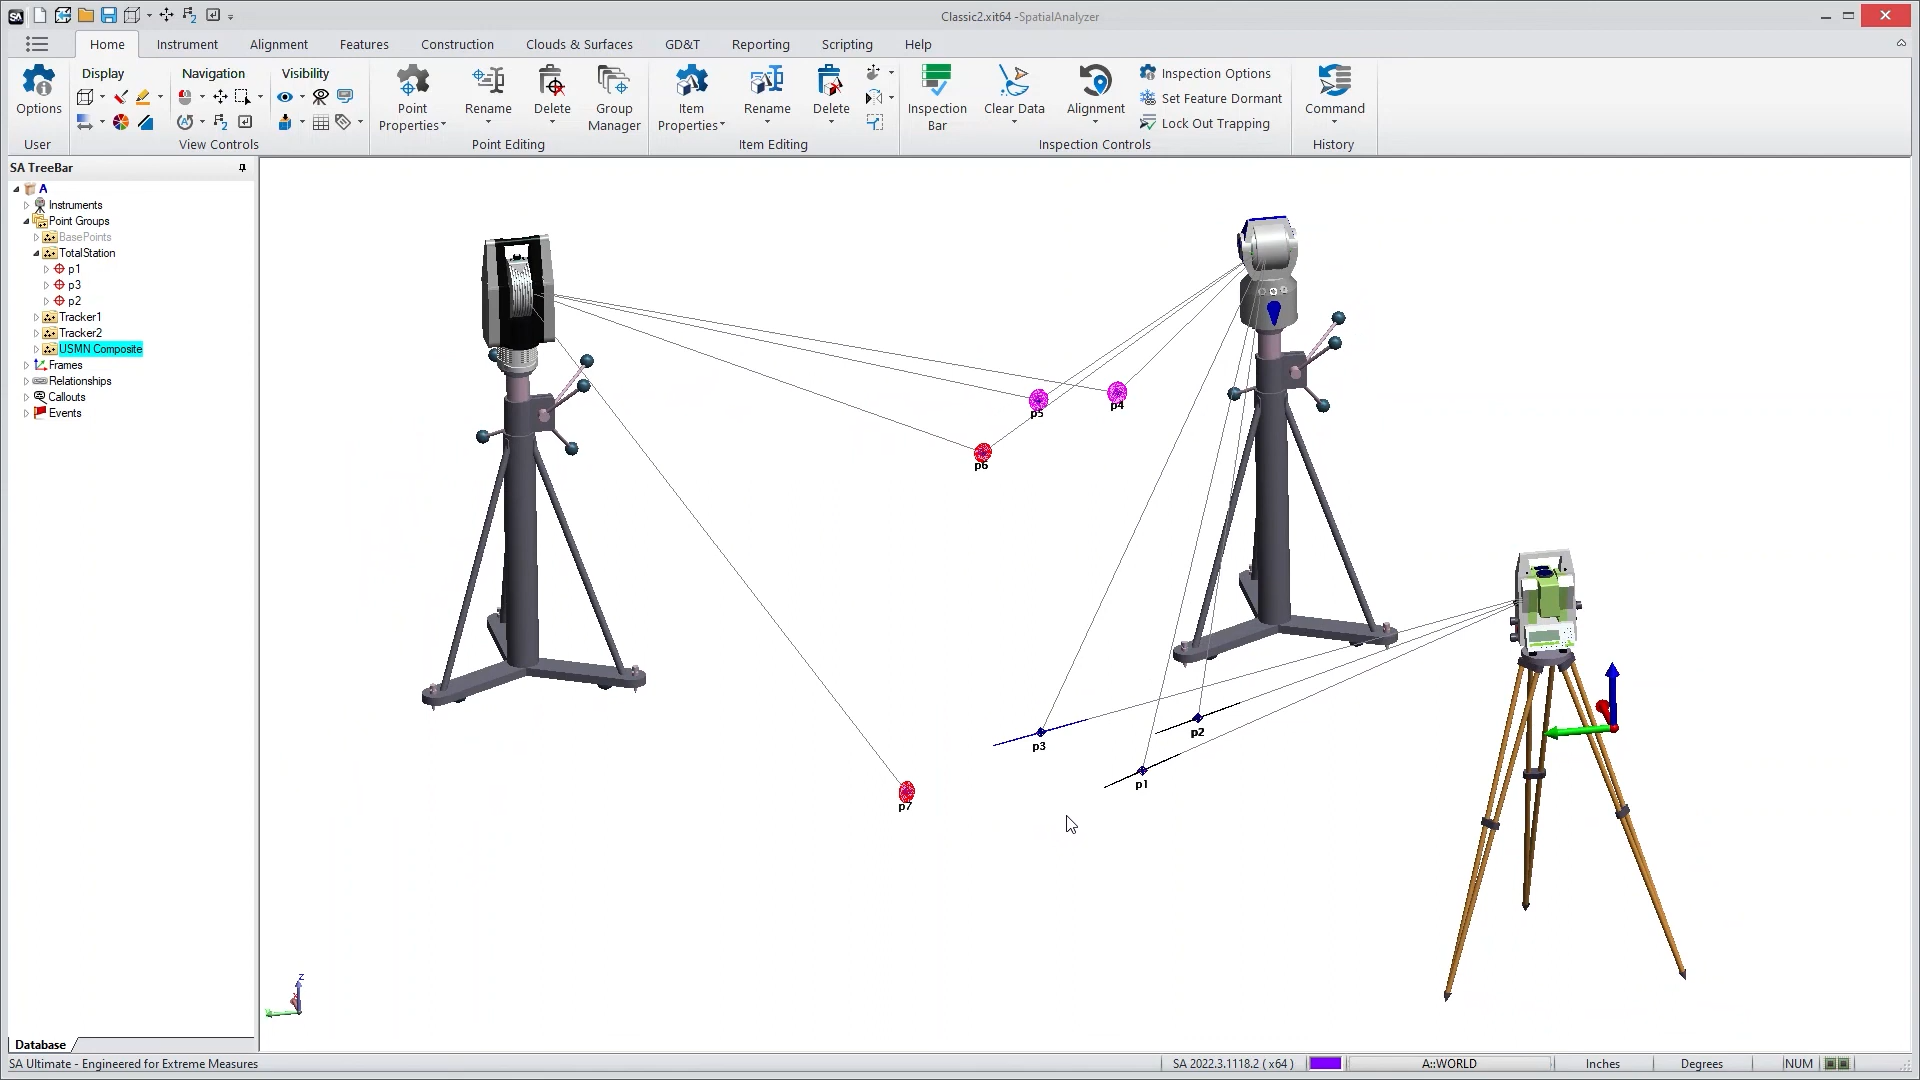 SA
Classic2.xit64 -SpatialAnalyzer
Home
Instrument
Alignment
Features
Construction
Clouds & Surfaces
GD&T
Reporting
Scripting
Help
Options
User
Display
Navigation
Visibility
View Controls
Point
Properties
Rename
Delete
Group
Manager
Point Editing
Item
Properties
Rename
Delete
Item Editing
Inspection
Bar
Clear Data
Alignment
Inspection Options
Set Feature Dormant
Lock Out Trapping
Inspection Controls
Command
History
SA TreeBar
A
Instruments
Point Groups
BasePoints
TotalStation
p1
p3
p2
Tracker1
Tracker2
USMN Composite
Frames
Relationships
Callouts
Events
p5
p4
p6
p3
p2
p1
p7
Z
Database
SA Ultimate - Engineered for Extreme Measures
SA 2022.3.1118.2 ( x64 )
A::WORLD
Inches
Degrees
NUM